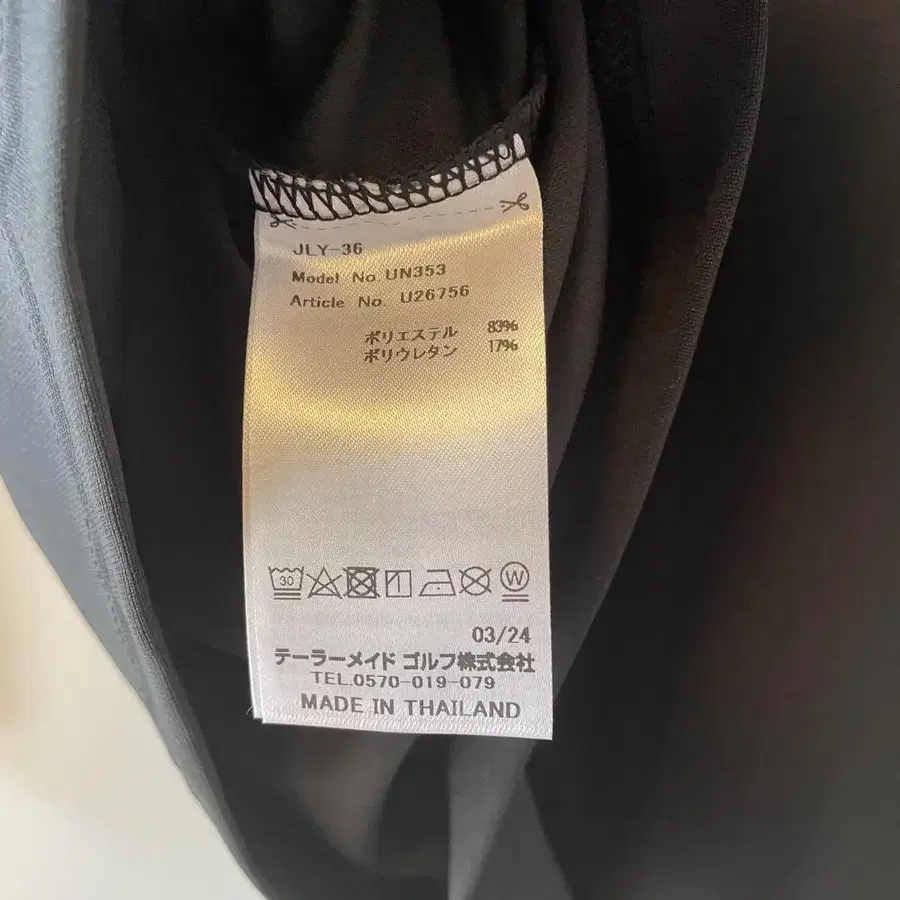 JLY-36
Model No. UN353
Article No. U26756
ポリエステル 83%
ポリウレタン 17%
30 W
03/24
テーラーメイド ゴルフ株式会社
TEL.0570-019-079
MADE IN THAILAND